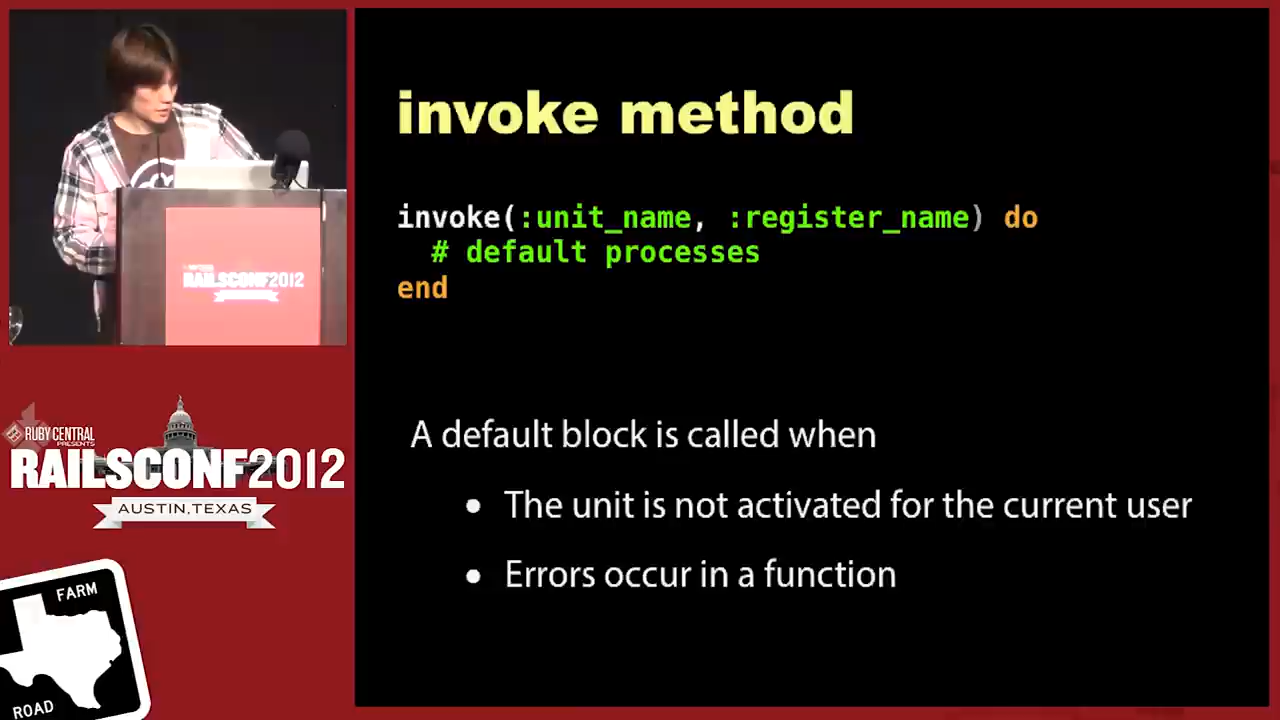 invoke method
invoke(:unit_name, :register_name) do
# default processes
end
A default block is called when
• The unit is not activated for the current user
• Errors occur in a function
RAILSCONF2012
RUBY CENTRAL
PRESENTS
RAILSCONF2012
AUSTIN, TEXAS
FARM
ROAD